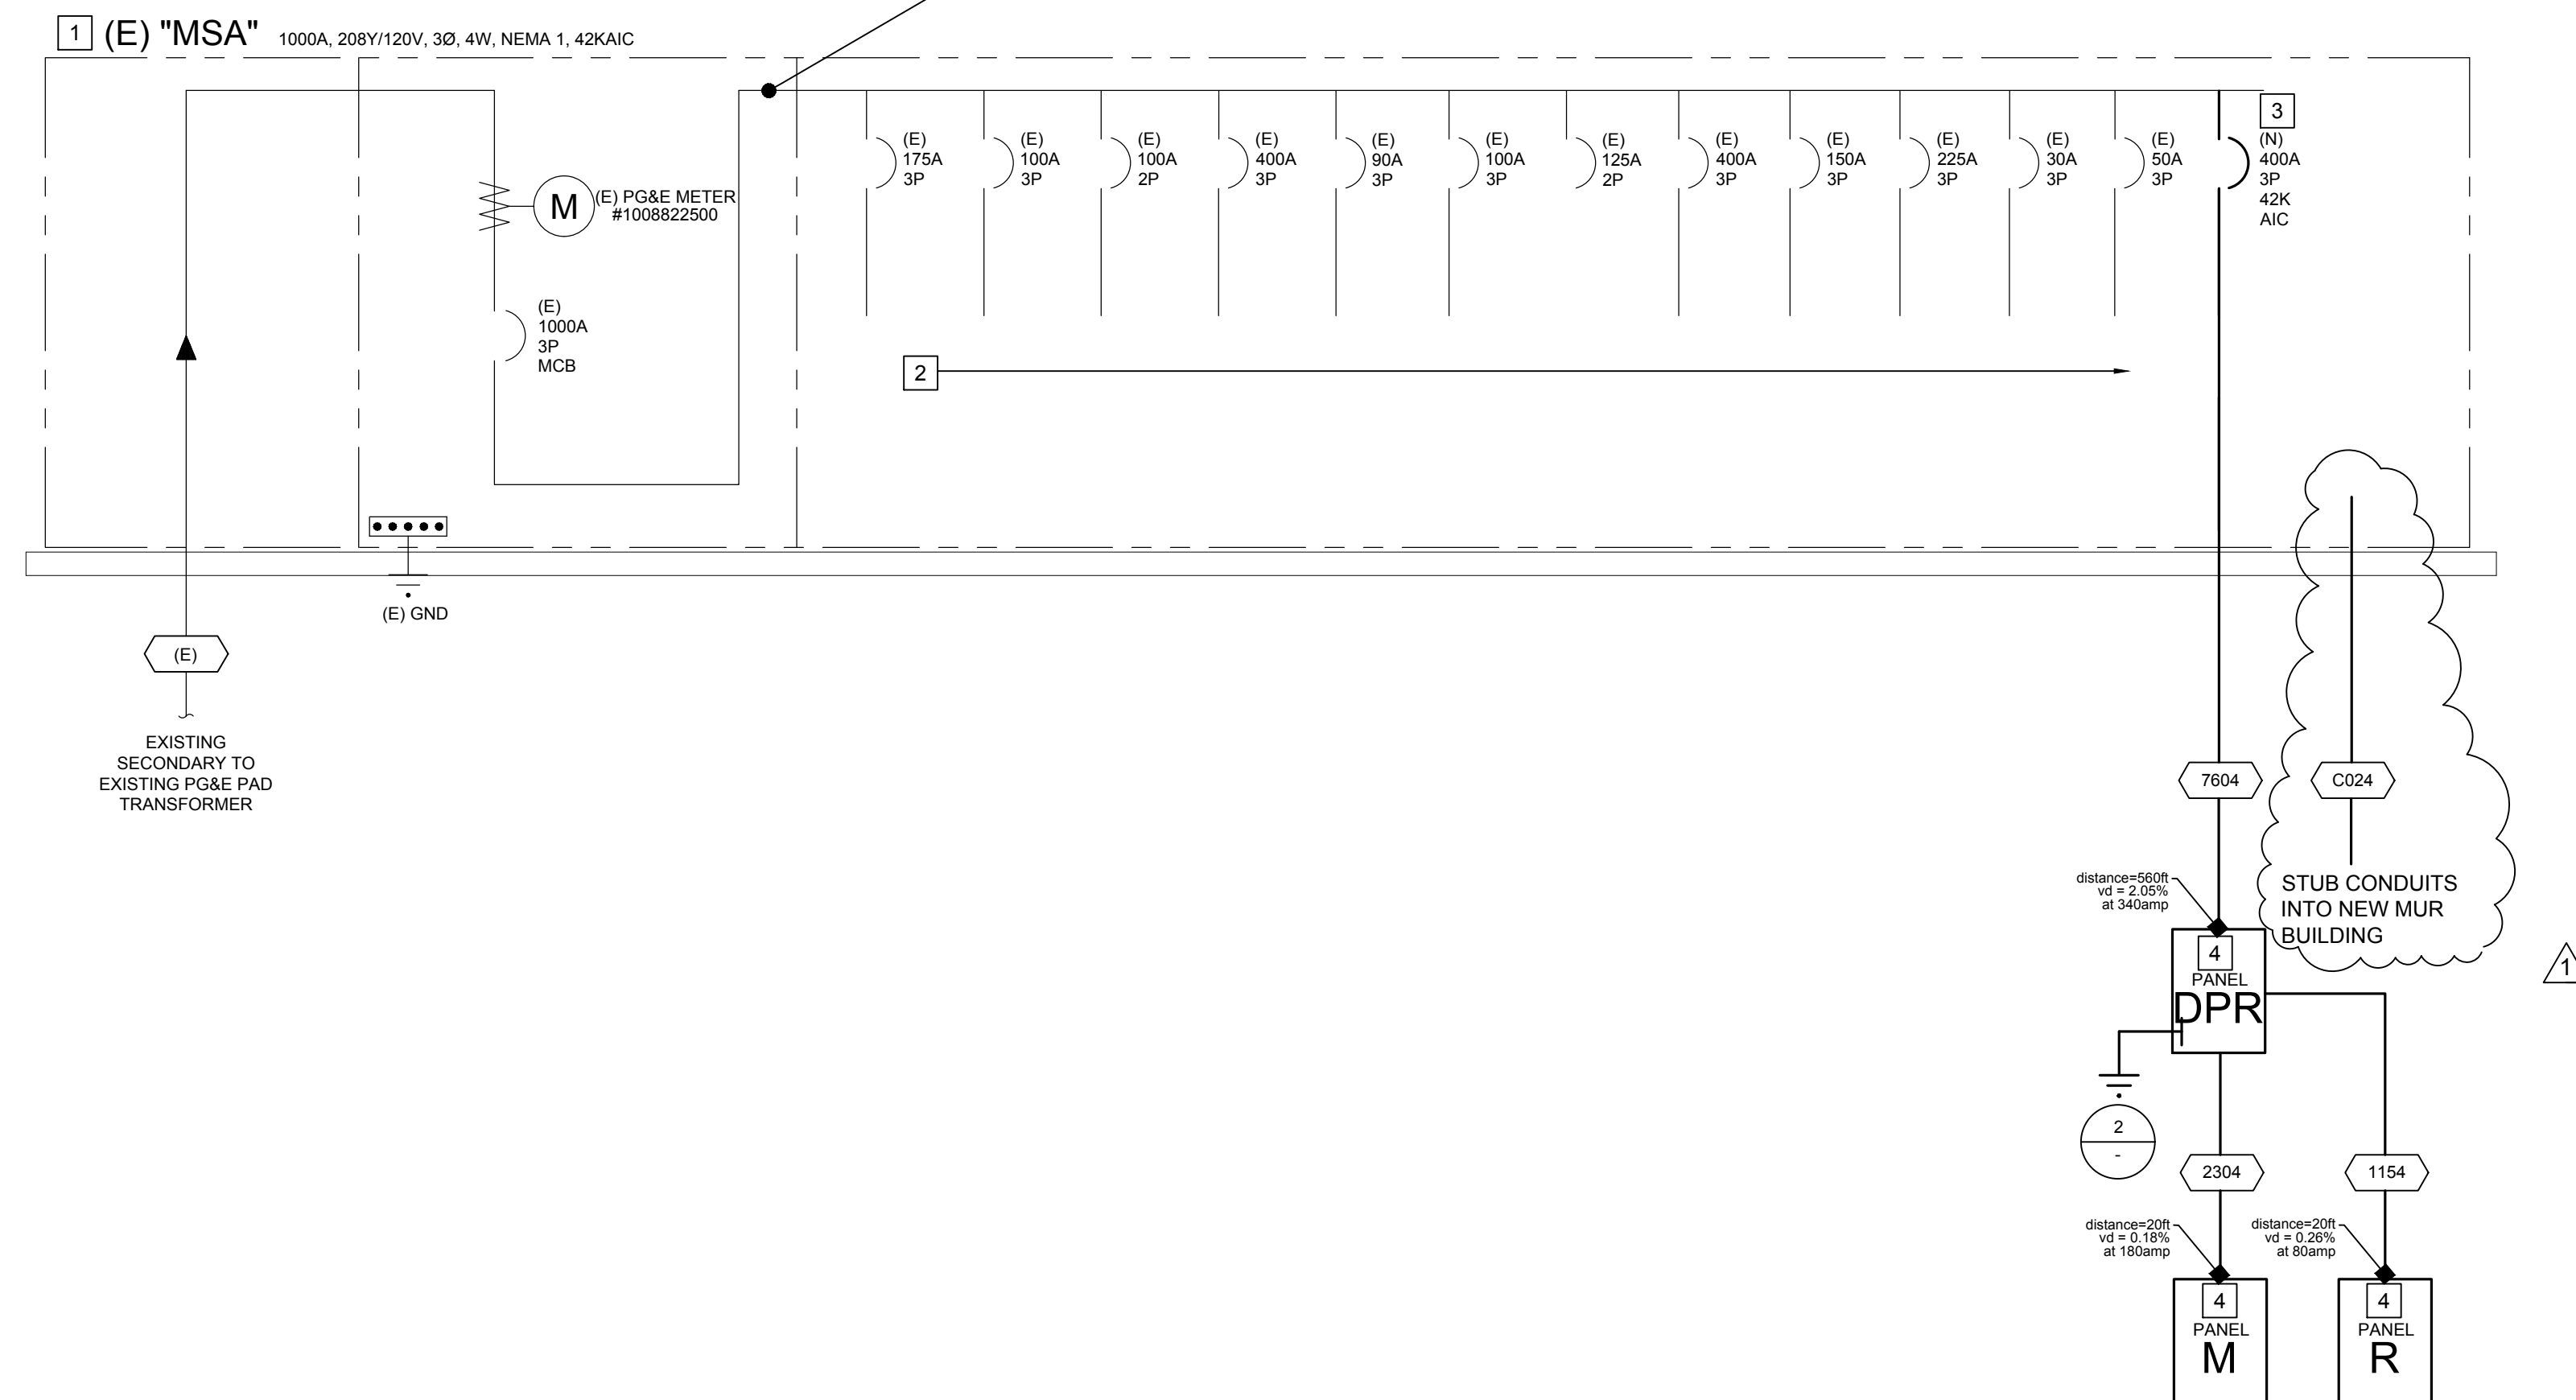 1 (E) "MSA" 1000A, 208Y/120V, 3Ø, 4W, NEMA 1, 42KAIC
M
(E) PG&E METER
#1008822500
(E)
1000A
3P
MCB
(E)
175A
3P
(E)
100A
3P
(E)
100A
2P
(E)
400A
3P
(E)
90A
3P
(E)
100A
3P
(E)
125A
2P
(E)
400A
3P
(E)
150A
3P
(E)
225A
3P
(E)
30A
3P
(E)
50A
3P
3
(N)
400A
3P
42K
AIC
2
(E) GND
(E)
EXISTING
SECONDARY TO
EXISTING PG&E PAD
TRANSFORMER
7604
C024
STUB CONDUITS
INTO NEW MUR
BUILDING
1
distance=560ft
vd = 2.05%
at 340amp
4
PANEL
DPR
2
-
2304
1154
distance=20ft
vd = 0.18%
at 180amp
distance=20ft
vd = 0.26%
at 80amp
4
PANEL
M
4
PANEL
R